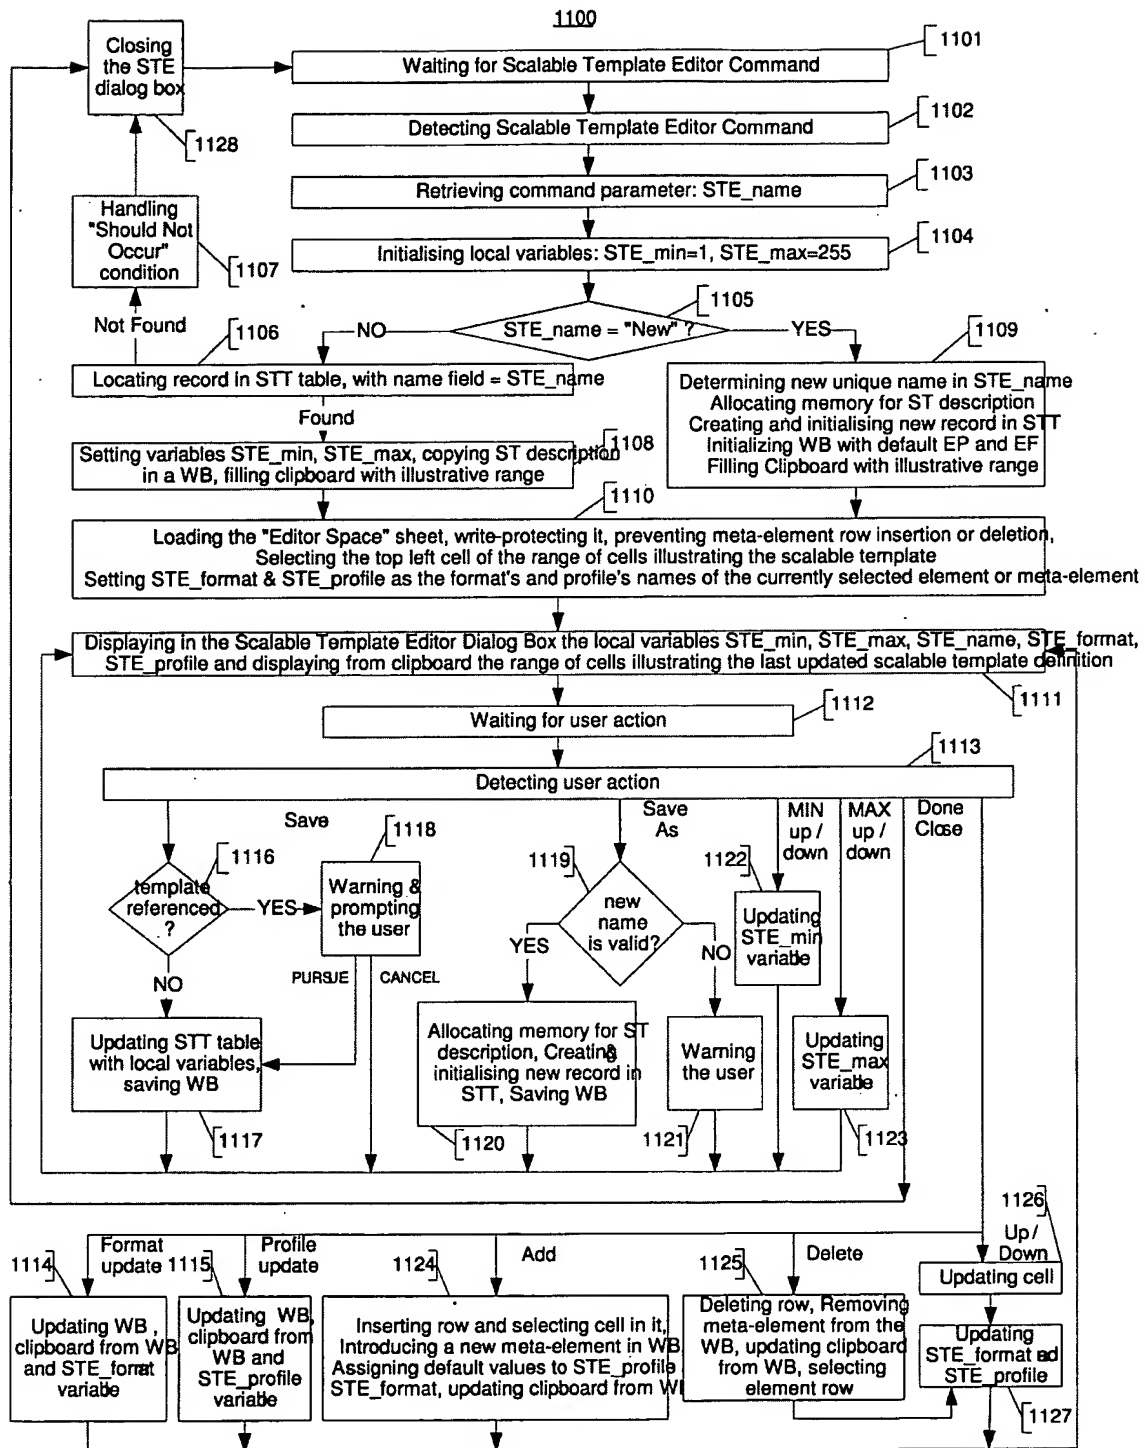 1100
Closing
the STE
dialog box
1128
Waiting for Scalable Template Editor Command
1101
Detecting Scalable Template Editor Command
1102
Retrieving command parameter: STE_name
1103
Initialising local variables: STE_min=1, STE_max=255
1104
Handling
"Should Not
Occur"
condition
1107
Not Found
1106
NO
STE_name = "New" ?
1105
YES
1109
Locating record in STT table, with name field = STE_name
Found
Determining new unique name in STE_name
Allocating memory for ST description
Creating and initialising new record in STT
Initializing WB with default EP and EF
Filling Clipboard with illustrative range
Setting variables STE_min, STE_max, copying ST description
in a WB, filling clipboard with illustrative range
1108
1110
Loading the "Editor Space" sheet, write-protecting it, preventing meta-element row insertion or deletion,
Selecting the top left cell of the range of cells illustrating the scalable template
Setting STE_format & STE_profile as the format's and profile's names of the currently selected element or meta-element
Displaying in the Scalable Template Editor Dialog Box the local variables STE_min, STE_max, STE_name, STE_format,
STE_profile and displaying from clipboard the range of cells illustrating the last updated scalable template definition
1111
Waiting for user action
1112
Detecting user action
1113
Save
Save
As
MIN
up /
down
MAX
up /
down
Done
Close
1116
template
referenced
?
YES
NO
1118
Warning &
prompting
the user
PURSUE
CANCEL
1119
new
name
is valid?
YES
NO
1122
Updating
STE_min
variable
Updating STT table
with local variables,
saving WB
1117
Allocating memory for ST
description, Creating &
initialising new record in
STT, Saving WB
1120
Warning
the user
1121
Updating
STE_max
variable
1123
1126
Format
update
1114
Profile
update
1115
Add
1124
Delete
1125
Up /
Down
Updating cell
Updating WB ,
clipboard from WB
and STE_format
variable
Updating WB,
clipboard from
WB and
STE_profile
variable
Inserting row and selecting cell in it,
Introducing a new meta-element in WB
Assigning default values to STE_profile
STE_format, updating clipboard from WB
Deleting row, Removing
meta-element from the
WB, updating clipboard
from WB, selecting
element row
Updating
STE_format and
STE_profile
1127